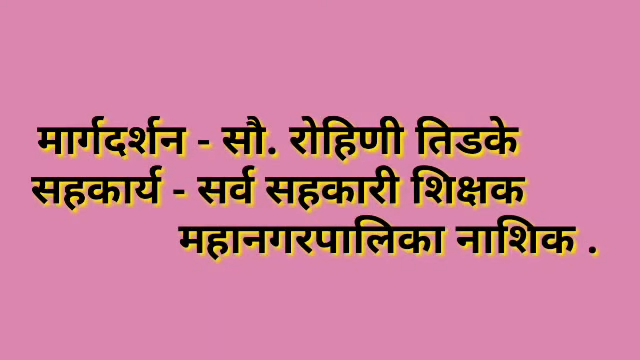 मार्गदर्शन - सौ. रोहिणी तिडके
सहकार्य - सर्व सहकारी शिक्षक
महानगरपालिका नाशिक .